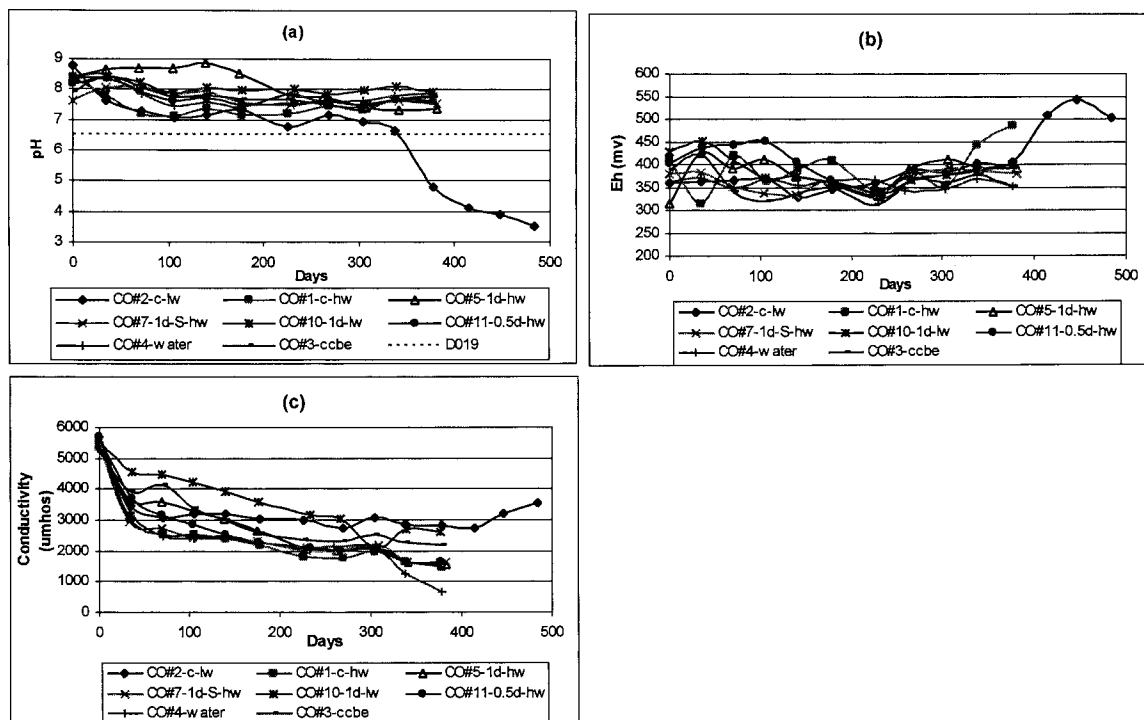 (a)
9
8
7
6
5
4
3
pH
0 100 200 300 400 500
Days
CO#2-c-lw CO#1-c-hw CO#5-1d-hw
CO#7-1d-S-hw CO#10-1d-lw CO#11-0.5d-hw
CO#4-water CO#3-ccbe D019
(b)
600
550
500
450
400
350
300
250
200
Eh (mv)
0 100 200 300 400 500
Days
CO#2-c-lw CO#1-c-hw CO#5-1d-hw
CO#7-1d-S-hw CO#10-1d-lw CO#11-0.5d-hw
CO#4-water CO#3-ccbe
(c)
6000
5000
4000
3000
2000
1000
0
Conductivity
(umhos)
0 100 200 300 400 500
Days
CO#2-c-lw CO#1-c-hw CO#5-1d-hw
CO#7-1d-S-hw CO#10-1d-lw CO#11-0.5d-hw
CO#4-water CO#3-ccbe